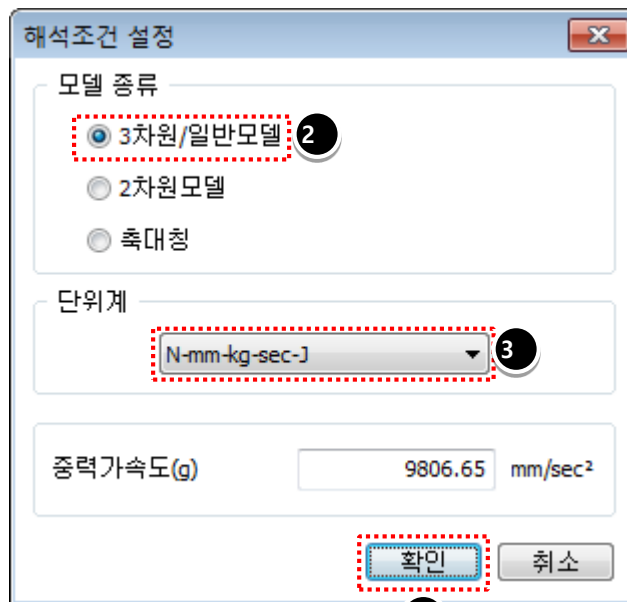 해석조건 설정
모델 종류
3차원/일반모델 2
2차원모델
축대칭
단위계
N-mm-kg-sec-J 3
중력가속도(g) 9806.65 mm/sec²
확인 취소